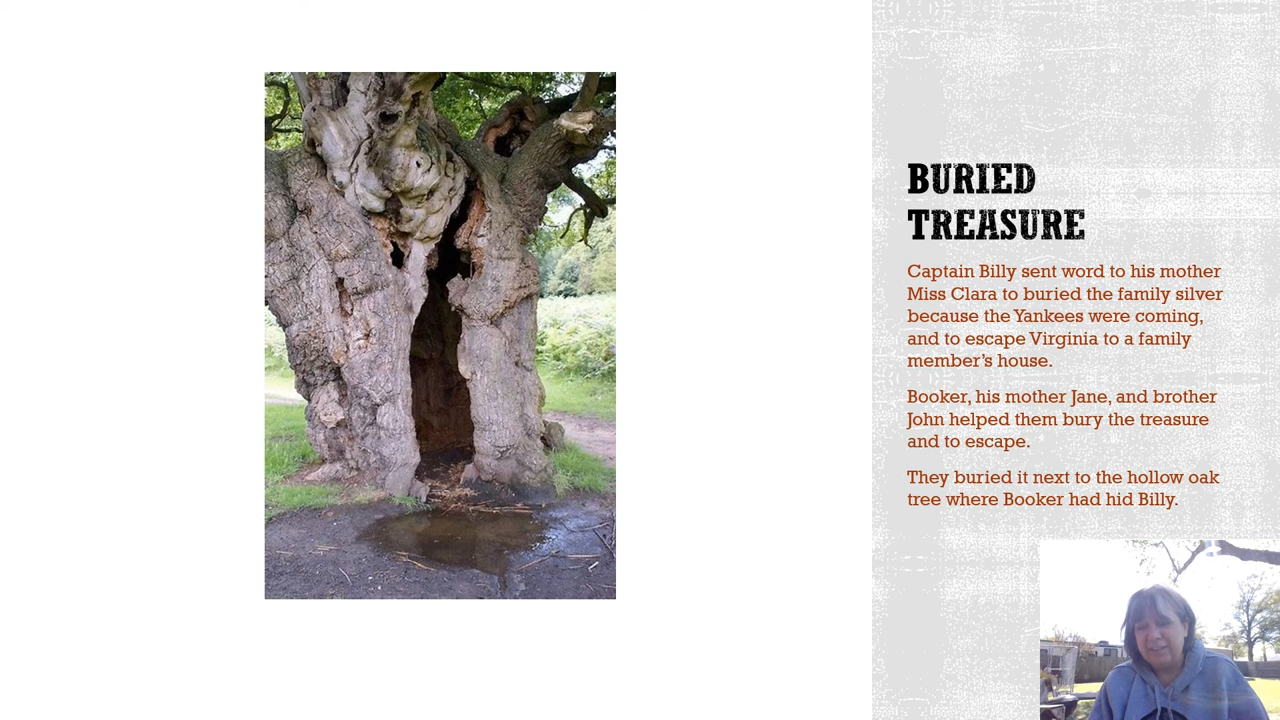 BURIED
TREASURE
Captain Billy sent word to his mother
Miss Clara to buried the family silver
because the Yankees were coming,
and to escape Virginia to a family
member's house.
Booker, his mother Jane, and brother
John helped them bury the treasure
and to escape.
They buried it next to the hollow oak
tree where Booker had hid Billy.